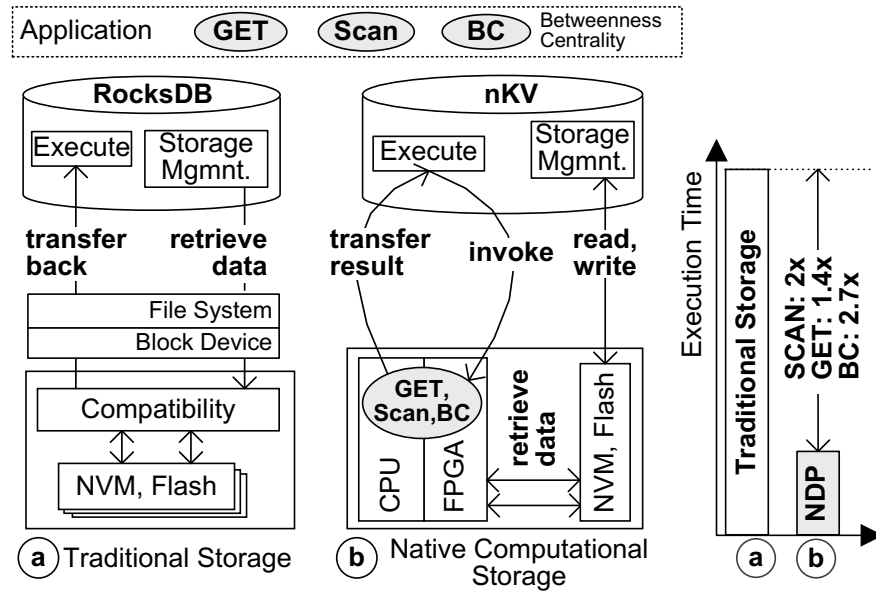 Application
GET
Scan
BC
Betweenness
Centrality
RocksDB
Execute
Storage
Mgmnt.
transfer
back
retrieve
data
File System
Block Device
Compatibility
NVM, Flash
a Traditional Storage
nKV
Execute
Storage
Mgmnt.
transfer
result
invoke
read,
write
GET,
Scan,BC
CPU
FPGA
retrieve
data
NVM, Flash
b Native Computational
Storage
Execution Time
Traditional Storage
SCAN: 2x
GET: 1.4x
BC: 2.7x
NDP
a
b